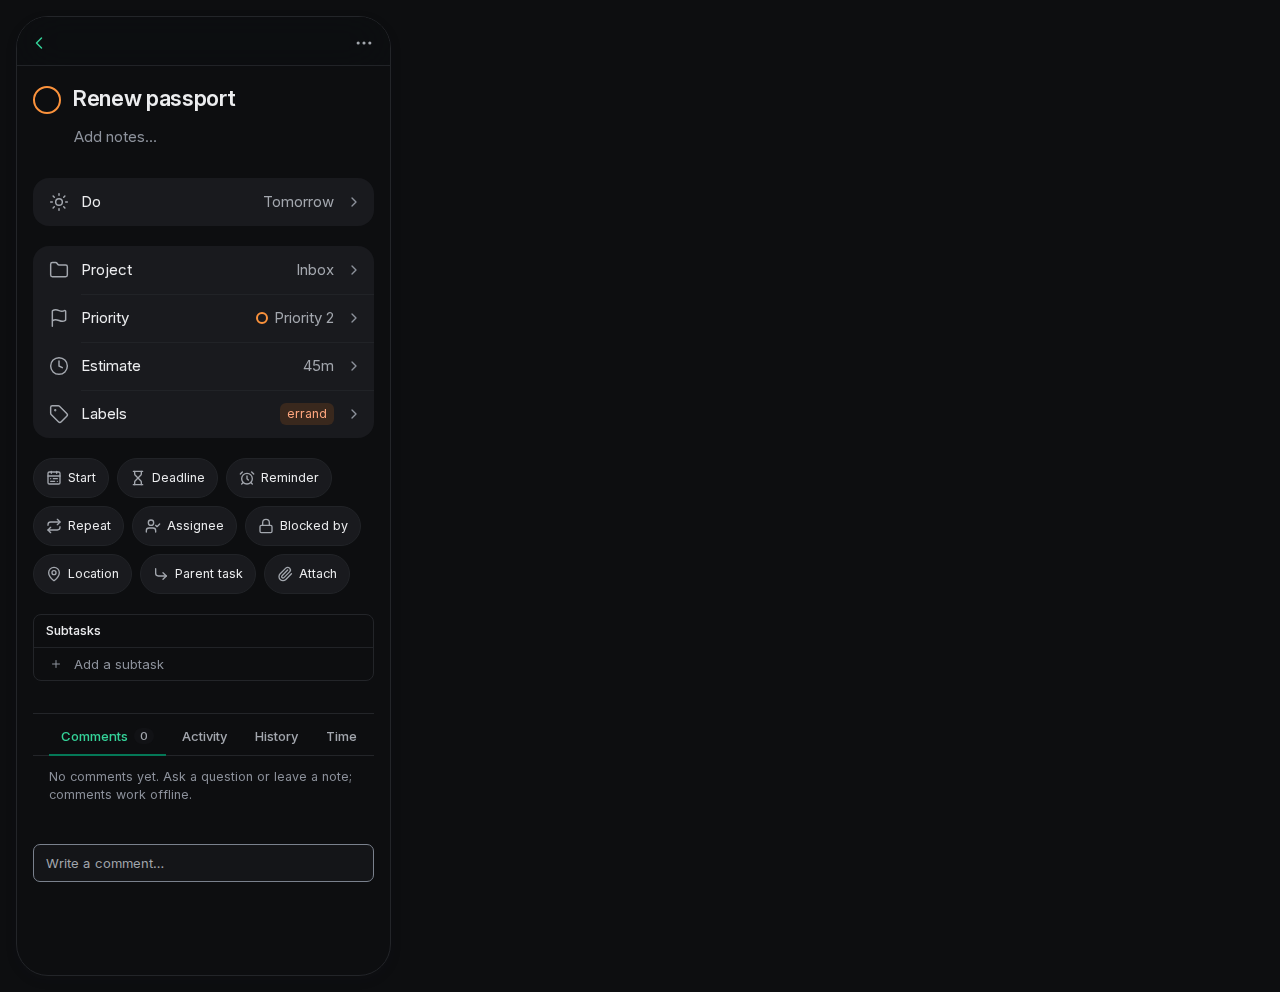 Renew passport
Add notes...
Do Tomorrow
Project Inbox
Priority Priority 2
Estimate 45m
Labels errand
Start Deadline Reminder
Repeat Assignee Blocked by
Location Parent task Attach
Subtasks
Add a subtask
Comments 0 Activity History Time
No comments yet. Ask a question or leave a note;
comments work offline.
Write a comment...